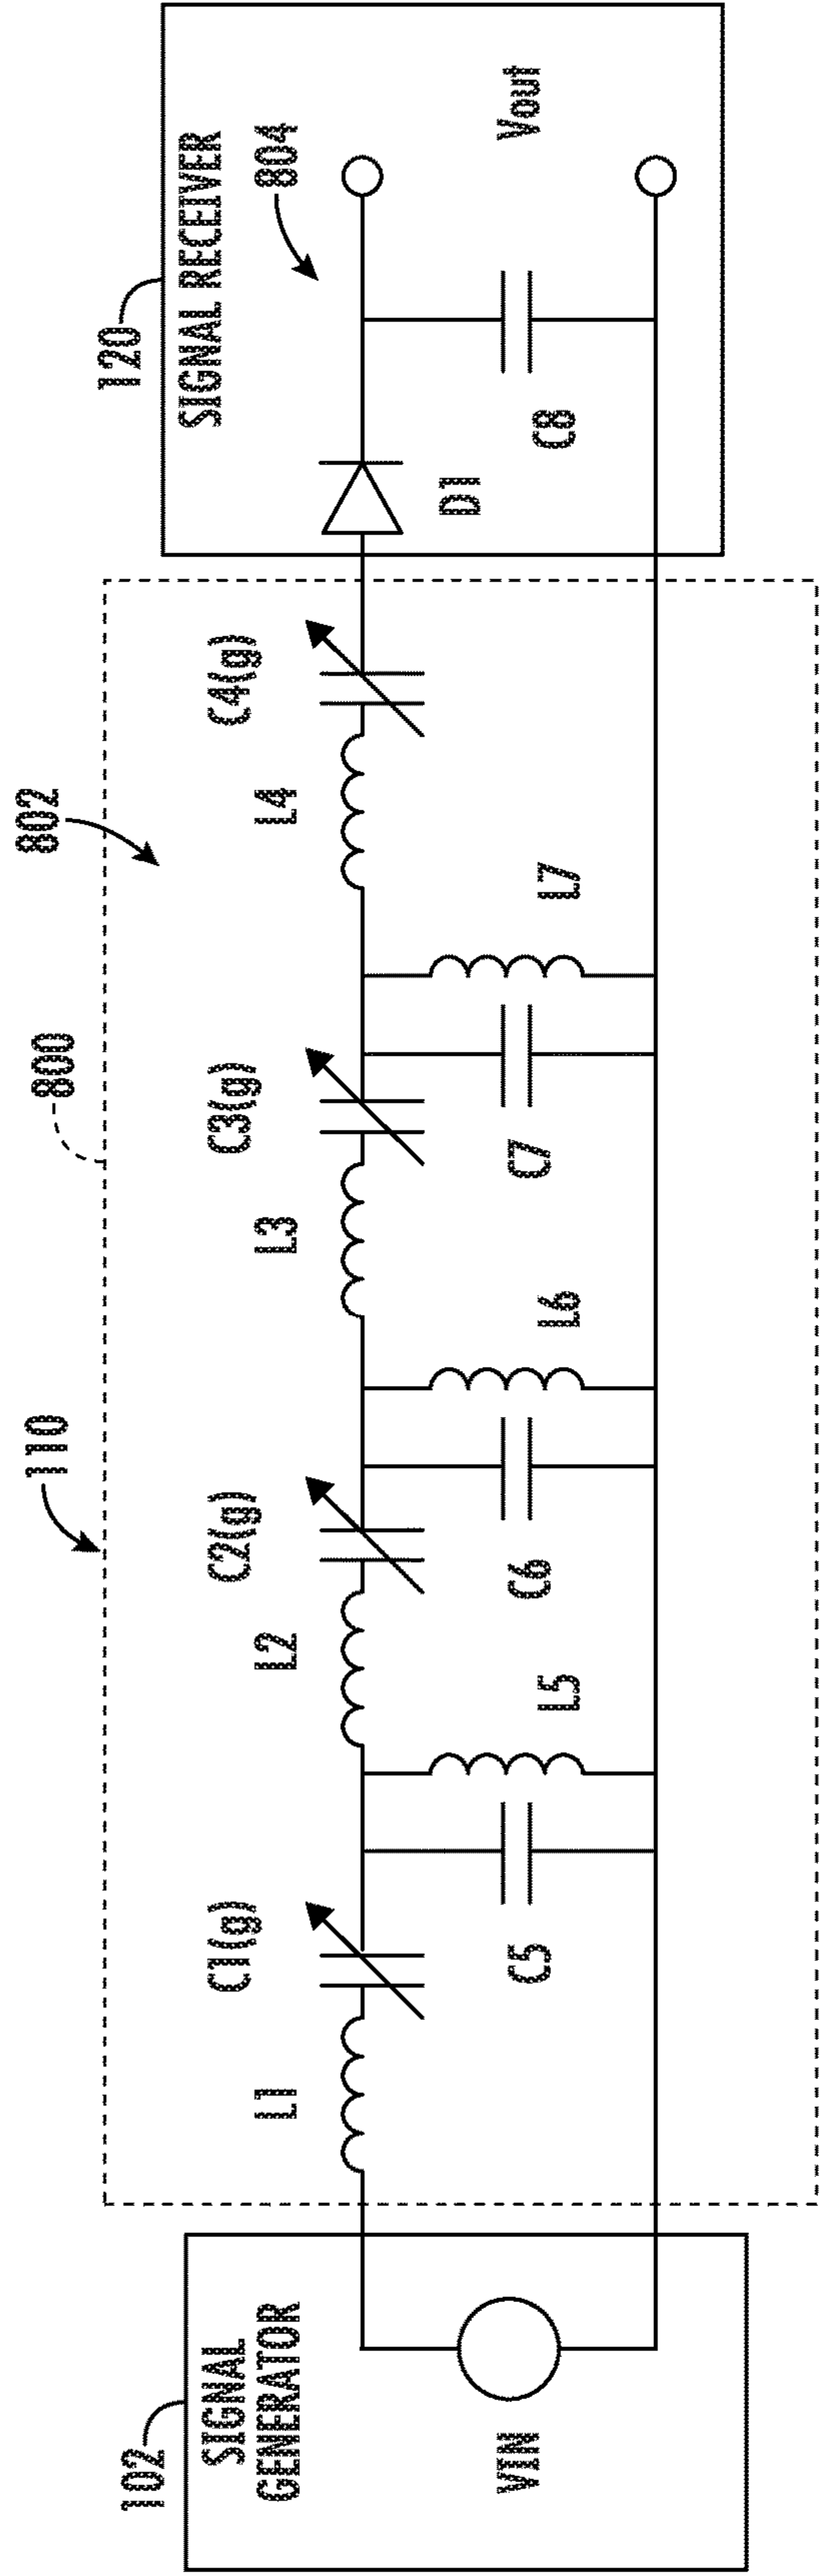 110
800
802
120
SIGNAL RECEIVER
804
102
SIGNAL
GENERATOR
VIN
L1
C1(g)
C5
L5
L2
C2(g)
C6
L6
L3
C3(g)
C7
L7
L4
C4(g)
D1
C8
Vout